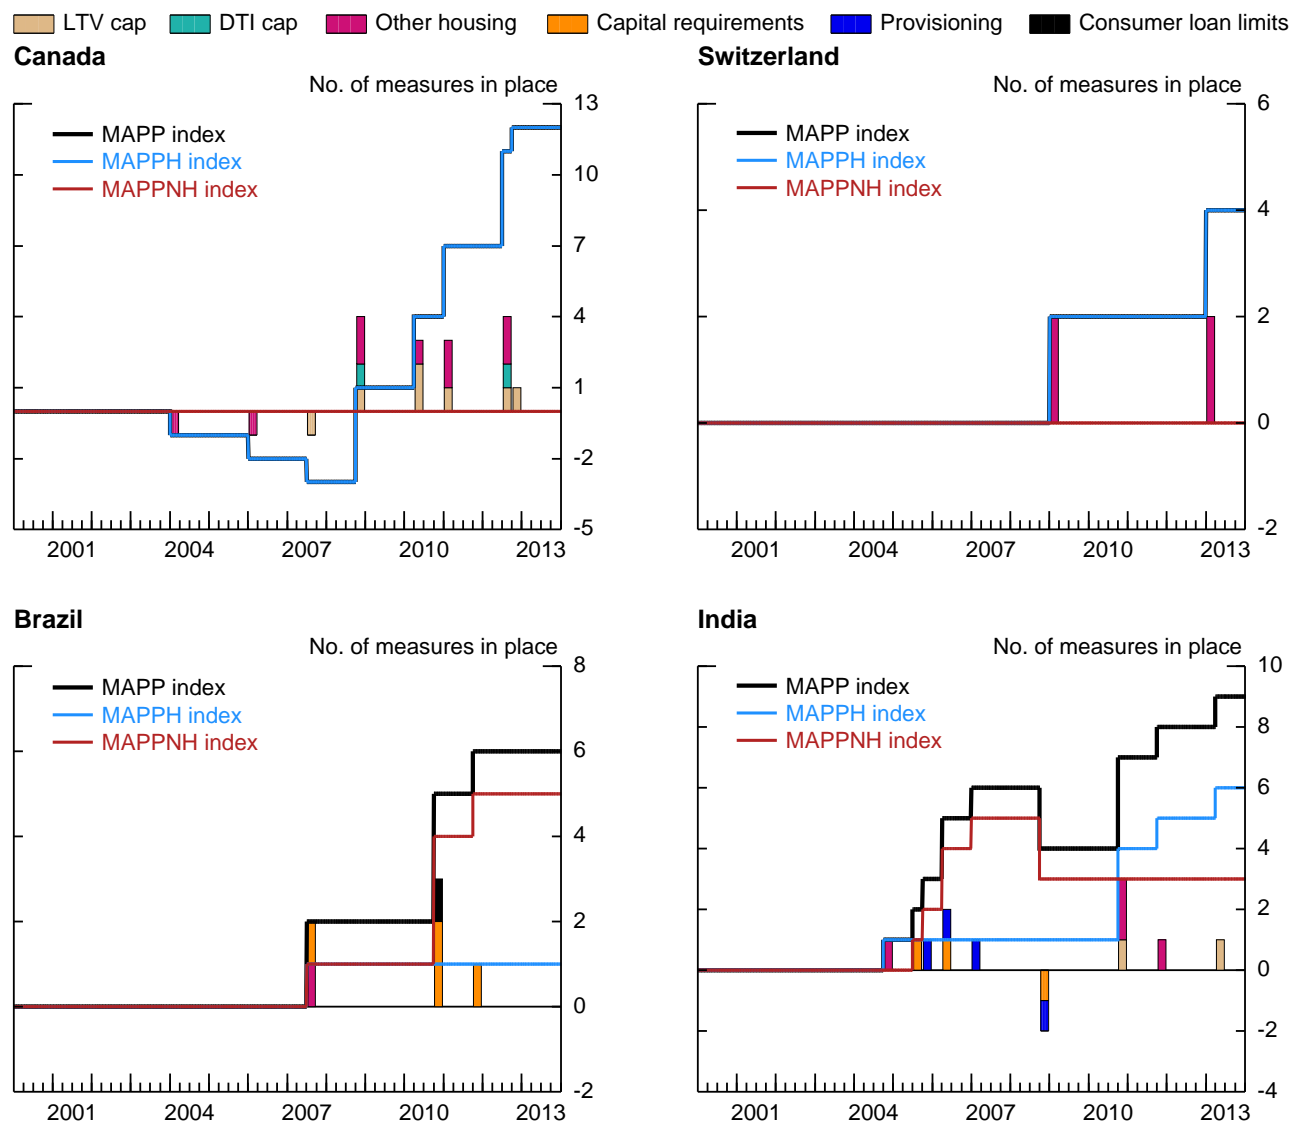 LTV cap DTI cap Other housing Capital requirements Provisioning Consumer loan limits
Canada
No. of measures in place
MAPP index
MAPPH index
MAPPNH index
13
10
7
4
1
-2
-5
2001 2004 2007 2010 2013
Switzerland
No. of measures in place
MAPP index
MAPPH index
MAPPNH index
6
4
2
0
-2
2001 2004 2007 2010 2013
Brazil
No. of measures in place
MAPP index
MAPPH index
MAPPNH index
8
6
4
2
0
-2
2001 2004 2007 2010 2013
India
No. of measures in place
MAPP index
MAPPH index
MAPPNH index
10
8
6
4
2
0
-2
-4
2001 2004 2007 2010 2013